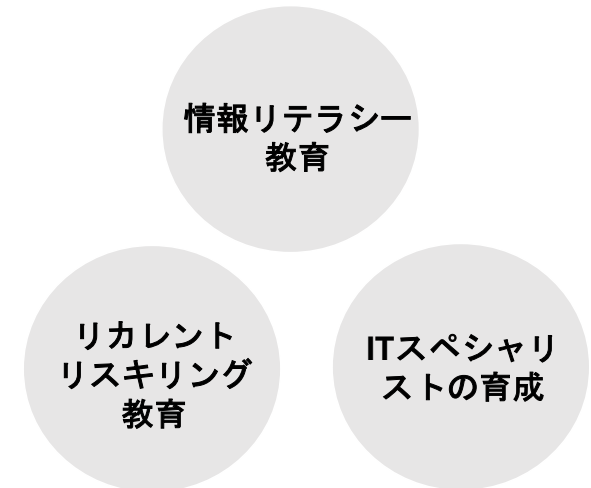 情報リテラシー
教育
リカレント
リスキリング
教育
ITスペシャリ
ストの育成